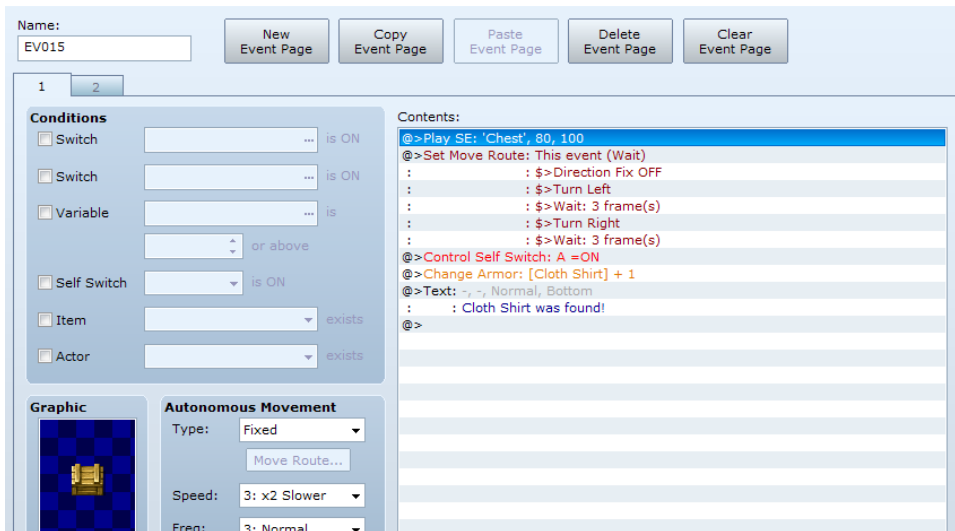 Name:
EV015
New
Event Page
Copy
Event Page
Paste
Event Page
Delete
Event Page
Clear
Event Page
1
2
Conditions
Switch ... is ON
Switch ... is ON
Variable ... is
or above
Self Switch is ON
Item exists
Actor exists
Graphic
Autonomous Movement
Type: Fixed
Move Route...
Speed: 3: x2 Slower
Freq: 3: Normal
Contents:
@>Play SE: 'Chest', 80, 100
@>Set Move Route: This event (Wait)
: : $>Direction Fix OFF
: : $>Turn Left
: : $>Wait: 3 frame(s)
: : $>Turn Right
: : $>Wait: 3 frame(s)
@>Control Self Switch: A =ON
@>Change Armor: [Cloth Shirt] + 1
@>Text: -, -, Normal, Bottom
: : Cloth Shirt was found!
@>